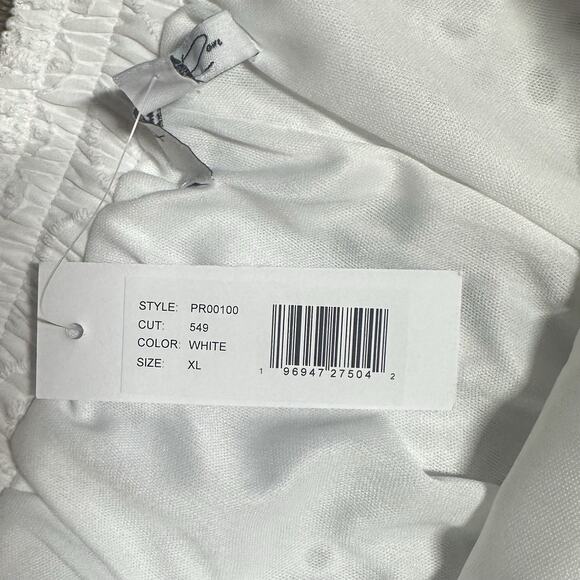 STYLE: PR00100
CUT: 549
COLOR: WHITE
SIZE: XL
1 96947 27504 2